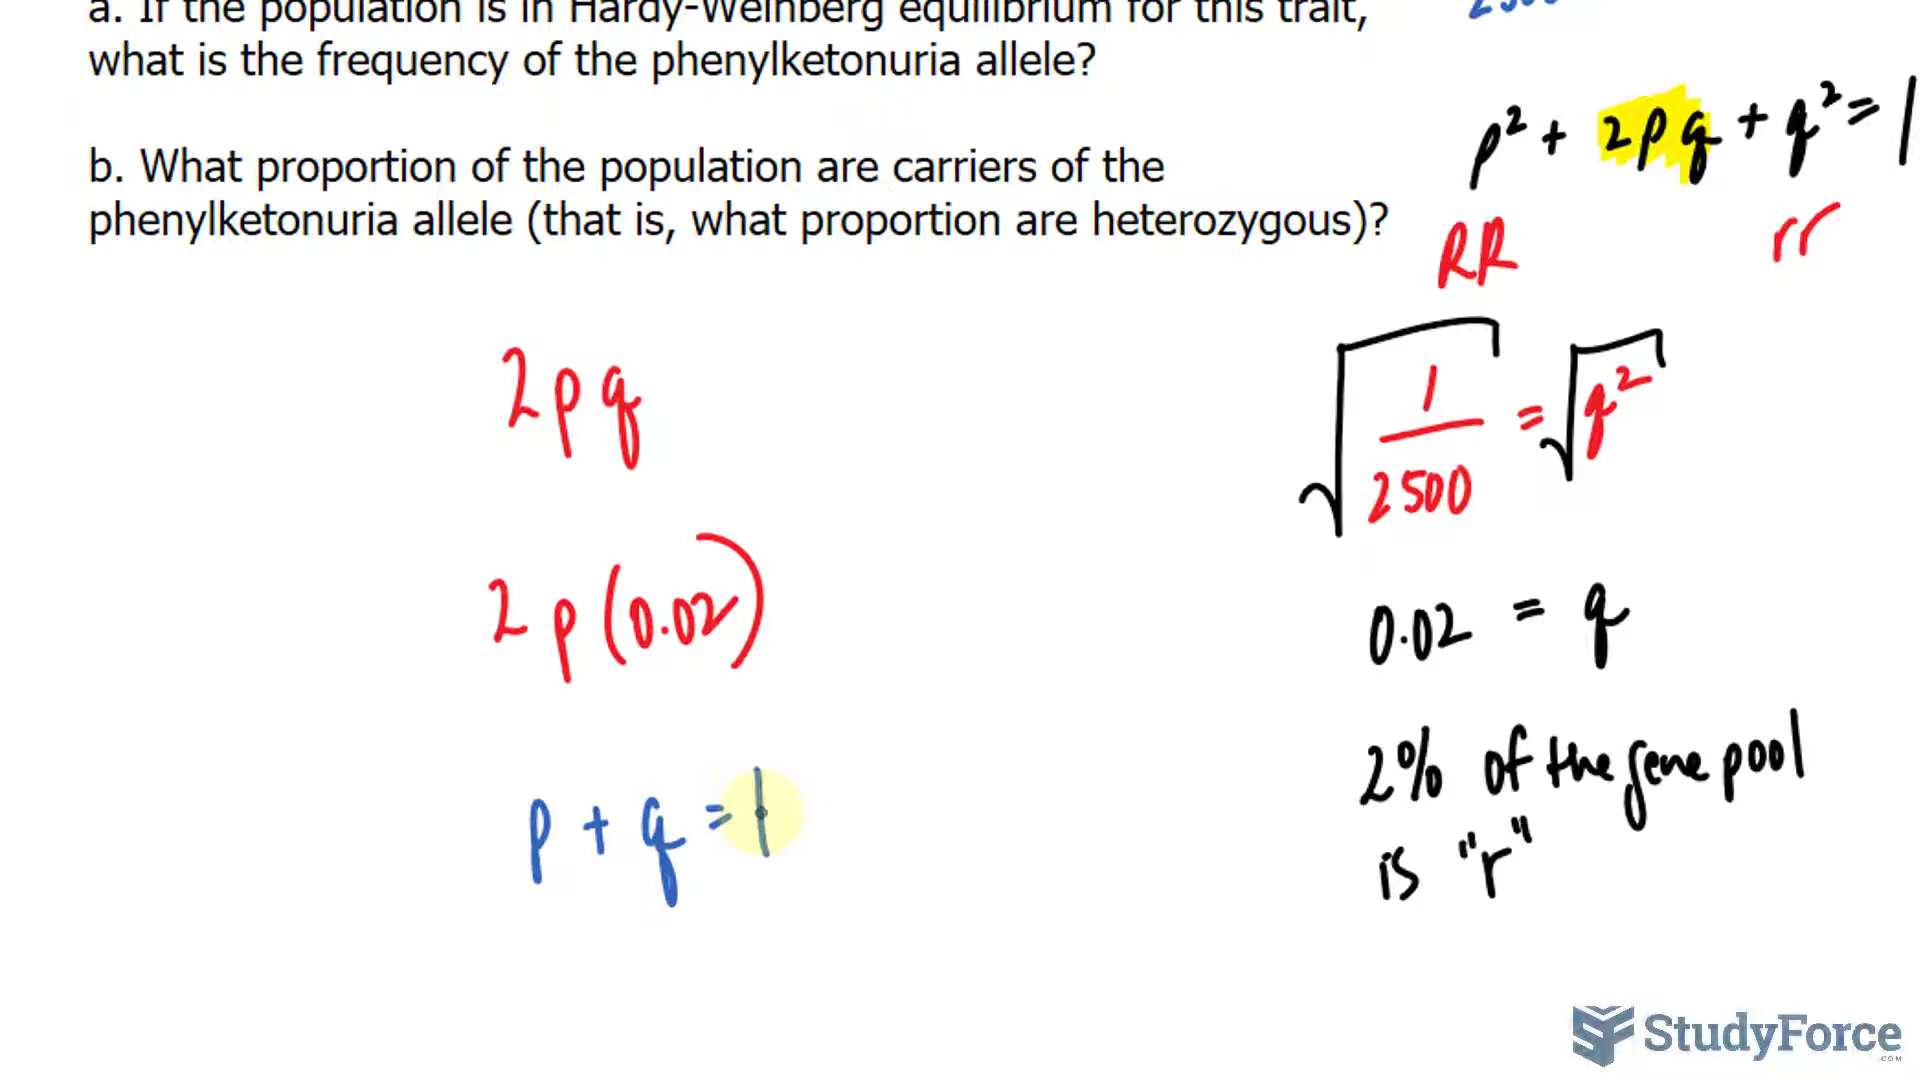 a. If the population is in Hardy-Weinberg equilibrium for this trait,
what is the frequency of the phenylketonuria allele?
b. What proportion of the population are carriers of the
phenylketonuria allele (that is, what proportion are heterozygous)?
2pq
2p(0.02)
p + q = 1
2500
p² + 2pq + q² = 1
RR rr
√(1/2500) = √(q²)
0.02 = q
2% of the gene pool
is "r"
StudyForce
.COM